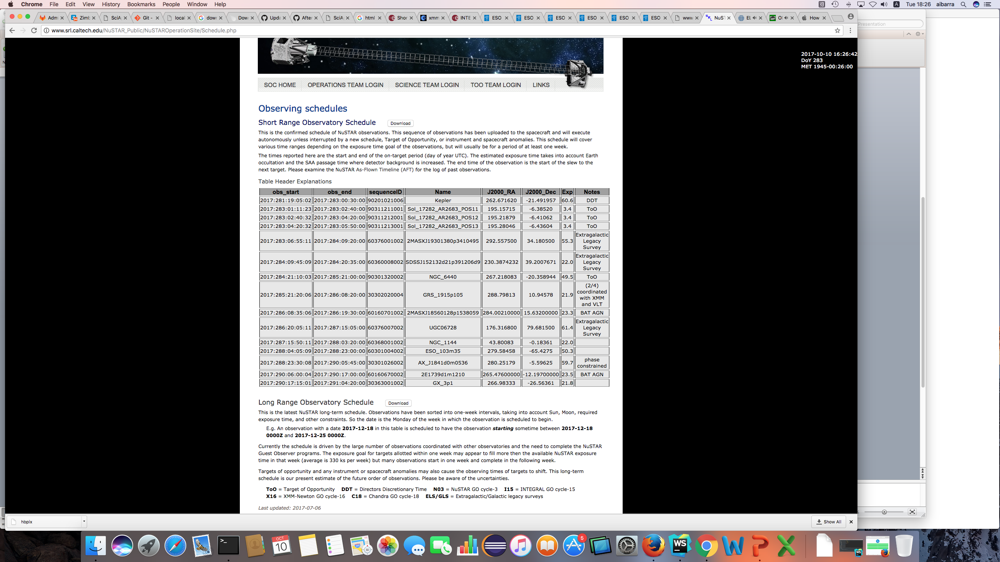 Chrome File Edit View History Bookmarks People Window Help
A Tue 18:26 aibarra
Admi Zimb SciA Git - local dowr Dow Upda After SciA html Shor xmm INTE ESO ESO ESO ESO ESO ESO www NuST EL How
www.srl.caltech.edu/NuSTAR_Public/NuSTAROperationSite/Schedule.php
Presentation
2017-10-10 16:26:42
DoY 283
MET 1945-00:26:00
SOC HOME OPERATIONS TEAM LOGIN SCIENCE TEAM LOGIN TOO TEAM LOGIN LINKS
Observing schedules
Short Range Observatory Schedule Download
This is the confirmed schedule of NuSTAR observations. This sequence of observations has been uploaded to the spacecraft and will execute
autonomously unless interrupted by a new schedule, Target of Opportunity, or instrument and spacecraft anomalies. This schedule will cover
various time ranges depending on the exposure time goal of the observations, but will usually be for a period of at least one week.
The times reported here are the start and end of the on-target period (day of year UTC). The estimated exposure time takes into account Earth
occultation and the SAA passage time where detector background is increased. The end time of the observation is the start of the slew to the
next target. Please examine the NuSTAR As-Flown Timeline (AFT) for the log of past observations.
Table Header Explanations
obs_start obs_end sequenceID Name J2000_RA J2000_Dec Exp Notes
2017:281:19:05:02 2017:283:00:30:00 90201021006 Kepler 262.671620 -21.491957 60.6 DDT
2017:283:01:11:23 2017:283:02:40:00 90311211001 Sol_17282_AR2683_POS11 195.15715 -6.38520 3.4 ToO
2017:283:02:40:32 2017:283:04:20:00 90311212001 Sol_17282_AR2683_POS12 195.21879 -6.41062 3.4 ToO
2017:283:04:20:32 2017:283:05:50:00 90311213001 Sol_17282_AR2683_POS13 195.28046 -6.43604 3.4 ToO
2017:283:06:55:11 2017:284:09:20:00 60376001002 2MASXJ19301380p3410495 292.557500 34.180500 55.3 Extragalactic Legacy Survey
2017:284:09:45:09 2017:284:20:35:00 60360008002 SDSSJ152132d21p391206d9 230.3874232 39.2007671 22.0 Extragalactic Legacy Survey
2017:284:21:10:03 2017:285:21:00:00 90301320002 NGC_6440 267.218083 -20.358944 49.5 ToO
2017:285:21:20:06 2017:286:08:20:00 30302020004 GRS_1915p105 288.79813 10.94578 21.9 (2/4) coordinated with XMM and VLT
2017:286:08:35:06 2017:286:19:30:00 60160701002 2MASXJ18560128p1538059 284.00210000 15.63200000 23.3 BAT AGN
2017:286:20:05:11 2017:287:15:05:00 60376007002 UGC06728 176.316800 79.681500 61.4 Extragalactic Legacy Survey
2017:287:15:50:11 2017:288:03:20:00 60368001002 NGC_1144 43.80083 -0.18361 22.0
2017:288:04:05:09 2017:288:23:00:00 60301004002 ESO_103m35 279.58458 -65.4275 50.3
2017:288:23:30:08 2017:290:05:45:00 30301026002 AX_J1841d0m0536 280.25179 -5.59625 59.7 phase constrained
2017:290:06:00:04 2017:290:17:00:00 60160670002 2E1739d1m1210 265.47600000 -12.19700000 23.5 BAT AGN
2017:290:17:15:01 2017:291:04:20:00 30363001002 GX_3p1 266.98333 -26.56361 21.8
Long Range Observatory Schedule Download
This is the latest NuSTAR long-term schedule. Observations have been sorted into one-week intervals, taking into account Sun, Moon, required
exposure time, and other constraints. So the date is the Monday of the week in which the observation is scheduled to begin.
E.g. An observation with a date 2017-12-18 in this table is scheduled to have the observation starting sometime between 2017-12-18
0000Z and 2017-12-25 0000Z.
Currently the schedule is driven by the large number of observations coordinated with other observatories and the need to complete the NuSTAR
Guest Observer programs. The exposure goal for targets allotted within one week may appear to fill more then the available NuSTAR exposure
time in that week (average is 330 ks per week) but many observations start in one week and complete in the following week.
Targets of opportunity and any instrument or spacecraft anomalies may also cause the observing times of targets to shift. This long-term
schedule is our present estimate of the future order of observations. Please be aware of the uncertainties.
ToO = Target of Opportunity DDT = Directors Discretionary Time N03 = NuSTAR GO cycle-3 I15 = INTEGRAL GO cycle-15
X16 = XMM-Newton GO cycle-16 C18 = Chandra GO cycle-18 ELS/GLS = Extragalactic/Galactic legacy surveys
Last updated: 2017-07-06
hbpix
Show All
OCT
10
3D
5
WS
WS